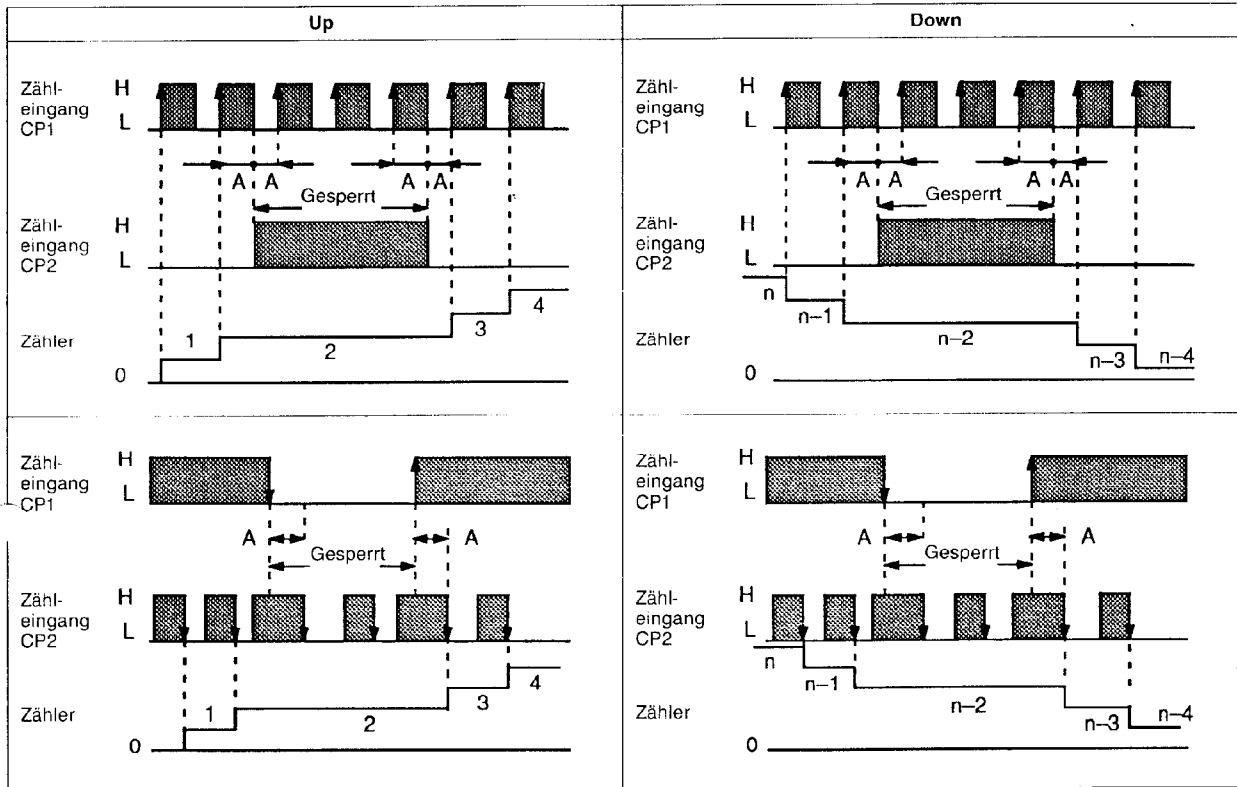 Up
Down
Zähl-
eingang
CP1
H
L
A A
A A
Gesperrt
Zähl-
eingang
CP2
H
L
Zähler
1
2
3
4
0
Zähl-
eingang
CP1
H
L
A A
A A
Gesperrt
Zähl-
eingang
CP2
H
L
Zähler
n
n–1
n–2
n–3
n–4
0
Zähl-
eingang
CP1
H
L
A
A
Gesperrt
Zähl-
eingang
CP2
H
L
Zähler
1
2
3
4
0
Zähl-
eingang
CP1
H
L
A
A
Gesperrt
Zähl-
eingang
CP2
H
L
Zähler
n
n–1
n–2
n–3
n–4
0